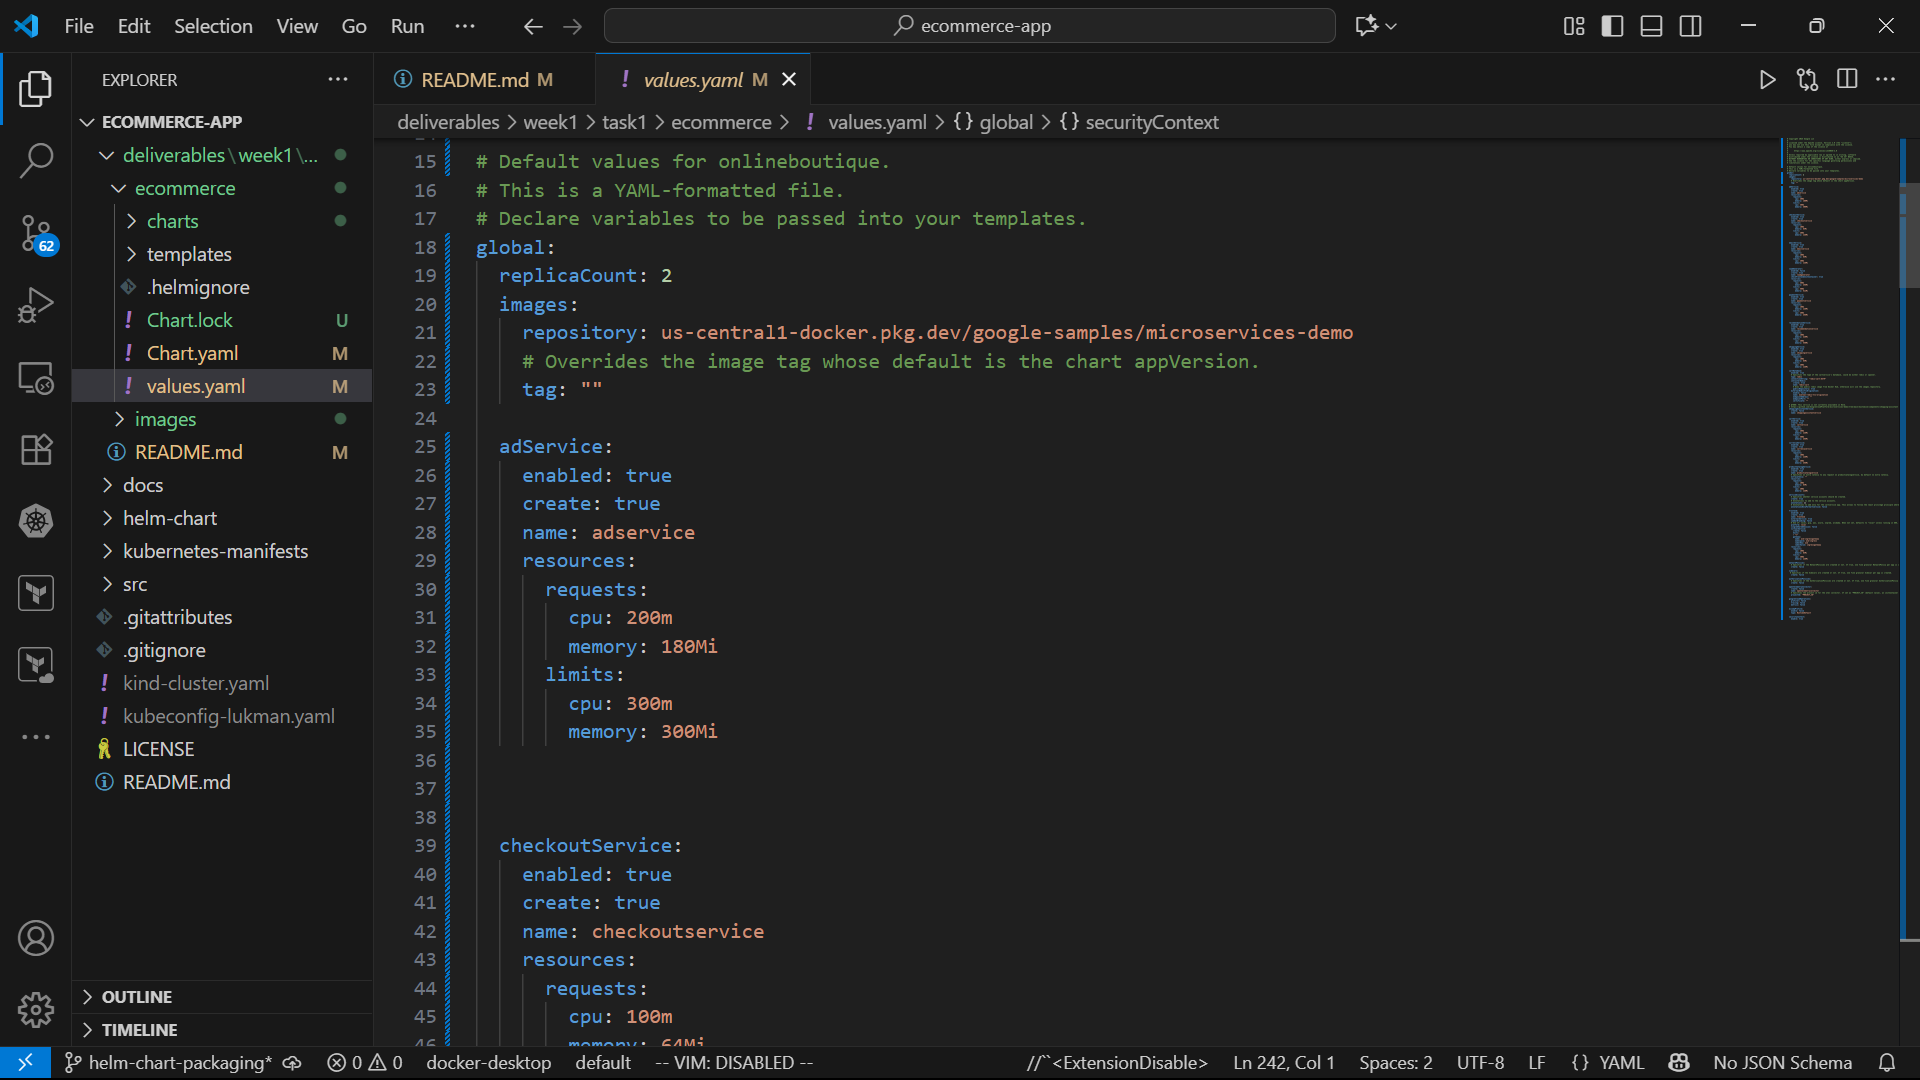 File Edit Selection View Go Run ··· ecommerce-app
EXPLORER ···
ECOMMERCE-APP
deliverables\week1\...
ecommerce
charts
templates
.helmignore
Chart.lock U
Chart.yaml M
values.yaml M
images
README.md M
docs
helm-chart
kubernetes-manifests
src
.gitattributes
.gitignore
kind-cluster.yaml
kubeconfig-lukman.yaml
LICENSE
README.md
OUTLINE
TIMELINE
62
README.md M values.yaml M
deliverables > week1 > task1 > ecommerce > ! values.yaml > {} global > {} securityContext
15 # Default values for onlineboutique.
16 # This is a YAML-formatted file.
17 # Declare variables to be passed into your templates.
18 global:
19 replicaCount: 2
20 images:
21 repository: us-central1-docker.pkg.dev/google-samples/microservices-demo
22 # Overrides the image tag whose default is the chart appVersion.
23 tag: ""
24
25 adService:
26 enabled: true
27 create: true
28 name: adservice
29 resources:
30 requests:
31 cpu: 200m
32 memory: 180Mi
33 limits:
34 cpu: 300m
35 memory: 300Mi
36
37
38
39 checkoutService:
40 enabled: true
41 create: true
42 name: checkoutservice
43 resources:
44 requests:
45 cpu: 100m
46 memory: 64Mi
helm-chart-packaging* 0 0 docker-desktop default -- VIM: DISABLED -- //``<ExtensionDisable> Ln 242, Col 1 Spaces: 2 UTF-8 LF {} YAML No JSON Schema